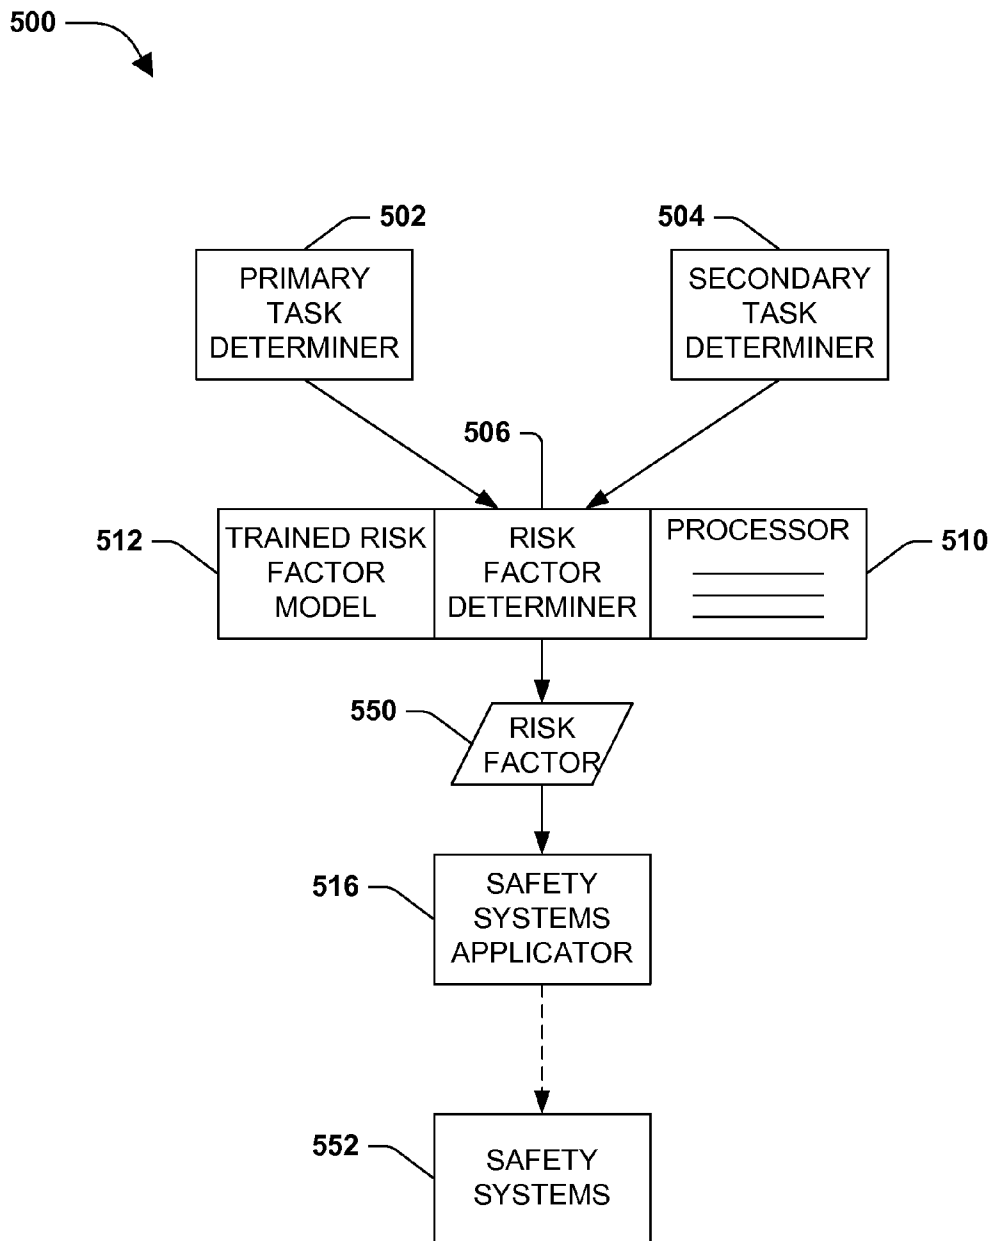 500
502
504
PRIMARY
TASK
DETERMINER
SECONDARY
TASK
DETERMINER
506
512
TRAINED RISK
FACTOR
MODEL
RISK
FACTOR
DETERMINER
PROCESSOR
510
550
RISK
FACTOR
516
SAFETY
SYSTEMS
APPLICATOR
552
SAFETY
SYSTEMS